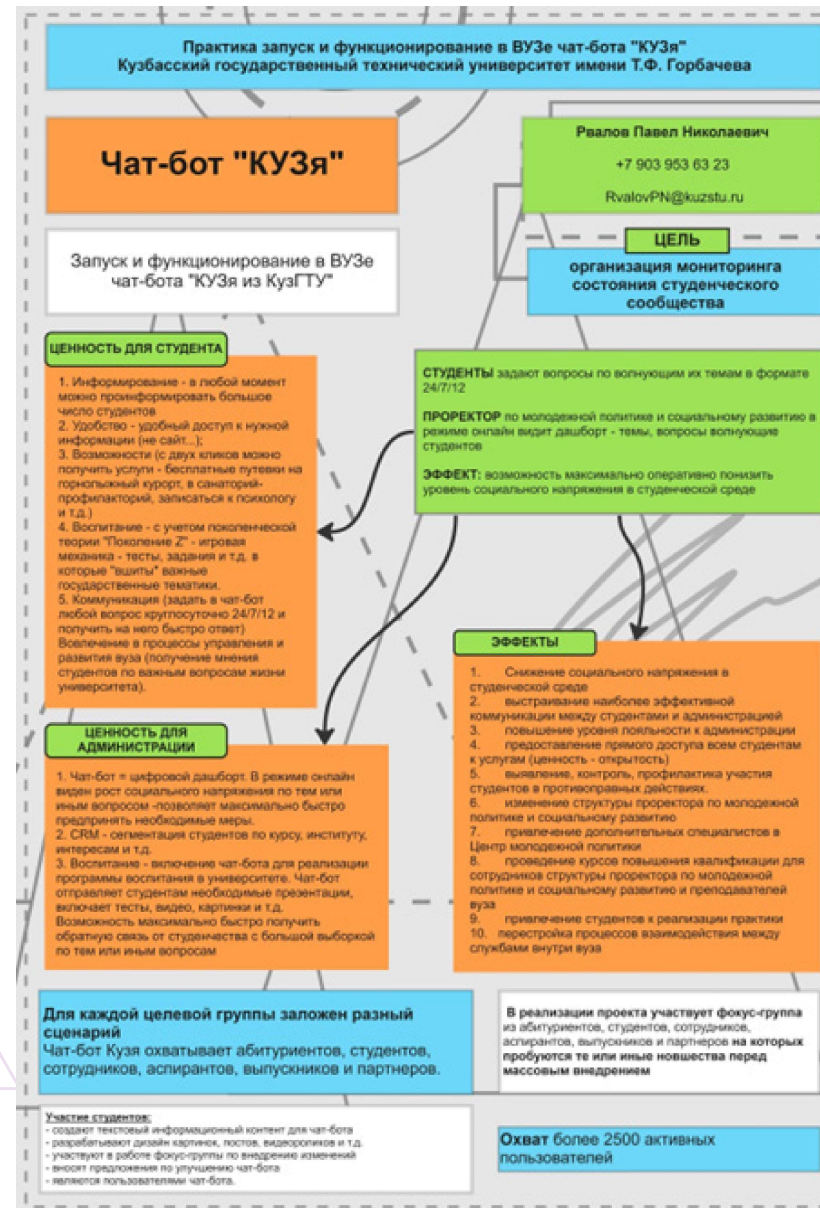 Практика запуск и функционирование в ВУЗе чат-бота "КУЗя"
Кузбасский государственный технический университет имени Т.Ф. Горбачева
Чат-бот "КУЗя"
Рвалов Павел Николаевич
+7 903 953 63 23
RvalovPN@kuzstu.ru
Запуск и функционирование в ВУЗе
чат-бота "КУЗя из КузГТУ"
ЦЕЛЬ
организация мониторинга
состояния студенческого
сообщества
ЦЕННОСТЬ ДЛЯ СТУДЕНТА
1. Информирование - в любой момент
можно проинформировать большое
число студентов
2. Удобство - удобный доступ к нужной
информации (не сайт...);
3. Возможности (с двух кликов можно
получить услуги - бесплатные путевки на
горнолыжный курорт, в санаторий-
профилакторий, записаться к психологу
и т.д.)
4. Воспитание - с учетом поколенческой
теории "Поколение Z" - игровая
механика - тесты, задания и т.д. в
которые "вшиты" важные
государственные тематики.
5. Коммуникация (задать в чат-бот
любой вопрос круглосуточно 24/7/12 и
получить на него быстро ответ)
Вовлечение в процессы управления и
развития вуза (получение мнения
студентов по важным вопросам жизни
университета).
СТУДЕНТЫ задают вопросы по волнующим их темам в формате
24/7/12
ПРОРЕКТОР по молодежной политике и социальному развитию в
режиме онлайн видит дашборт - темы, вопросы волнующие
студентов
ЭФФЕКТ: возможность максимально оперативно понизить
уровень социального напряжения в студенческой среде
ЦЕННОСТЬ ДЛЯ
АДМИНИСТРАЦИИ
1. Чат-бот = цифровой дашборт. В режиме онлайн
виден рост социального напряжения по тем или
иным вопросом -позволяет максимально быстро
предпринять необходимые меры.
2. CRM - сегментация студентов по курсу, институту,
интересам и т.д.
3. Воспитание - включение чат-бота для реализации
программы воспитания в университете. Чат-бот
отправляет студентам необходимые презентации,
включает тесты, видео, картинки и т.д.
Возможность максимально быстро получить
обратную связь от студенчества с большой выборкой
по тем или иным вопросам
ЭФФЕКТЫ
1. Снижение социального напряжения в
студенческой среде
2. выстраивание наиболее эффективной
коммуникации между студентами и администрацией
3. повышение уровня лояльности к администрации
4. предоставление прямого доступа всем студентам
к услугам (ценность - открытость)
5. выявление, контроль, профилактика участия
студентов в противоправных действиях.
6. изменение структуры проректора по молодежной
политике и социальному развитию
7. привлечение дополнительных специалистов в
Центр молодежной политики
8. проведение курсов повышения квалификации для
сотрудников структуры проректора по молодежной
политике и социальному развитию и преподавателей
вуза
9. привлечение студентов к реализации практики
10. перестройка процессов взаимодействия между
службами внутри вуза
Для каждой целевой группы заложен разный
сценарий
Чат-бот Кузя охватывает абитуриентов, студентов,
сотрудников, аспирантов, выпускников и партнеров.
В реализации проекта участвует фокус-группа
из абитуриентов, студентов, сотрудников,
аспирантов, выпускников и партнеров на которых
пробуются те или иные новшества перед
массовым внедрением
Участие студентов:
- создают текстовый информационный контент для чат-бота
- разрабатывают дизайн картинок, постов, видеороликов и т.д.
- участвуют в работе фокус-группы по внедрению изменений
- вносят предложения по улучшению чат-бота
- являются пользователями чат-бота.
Охват более 2500 активных
пользователей